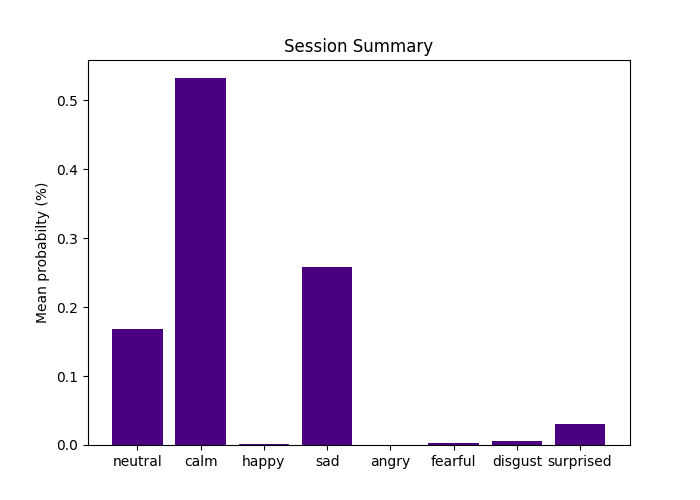 Session Summary
Mean probabilty (%)
0.5
0.4
0.3
0.2
0.1
0.0
neutral calm happy sad angry fearful disgust surprised